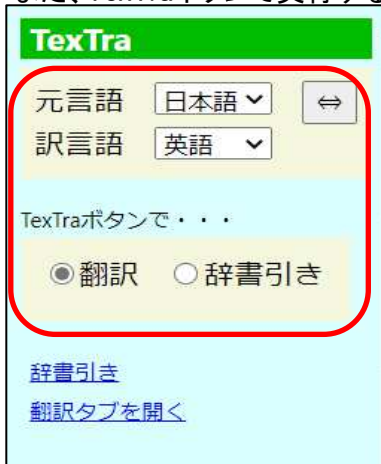 TexTra
元言語 日本語 ⇔
訳言語 英語
TexTraボタンで・・・
翻訳 辞書引き
辞書引き
翻訳タブを開く